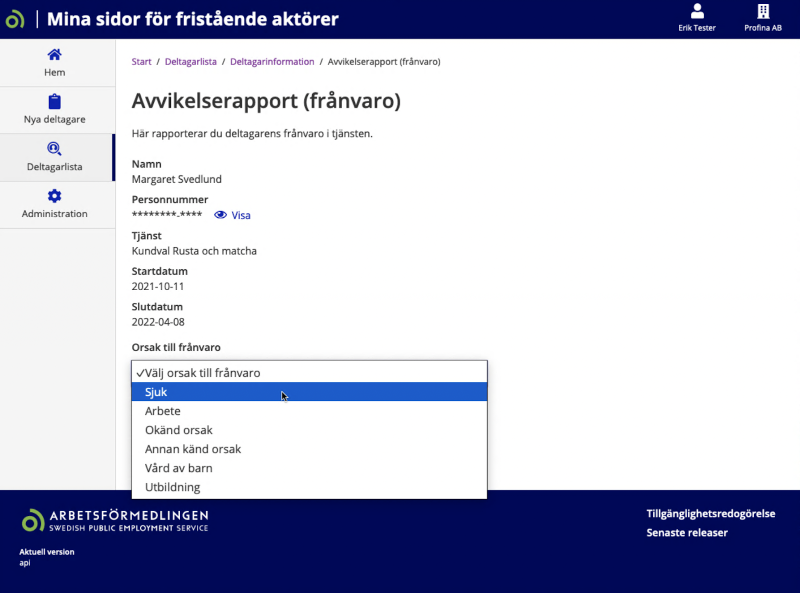 Mina sidor för fristående aktörer
Erik Tester
Profina AB
Hem
Nya deltagare
Deltagarlista
Administration
Start / Deltagarlista / Deltagarinformation / Avvikelserapport (frånvaro)
Avvikelserapport (frånvaro)
Här rapporterar du deltagarens frånvaro i tjänsten.
Namn
Margaret Svedlund
Personnummer
********-**** Visa
Tjänst
Kundval Rusta och matcha
Startdatum
2021-10-11
Slutdatum
2022-04-08
Orsak till frånvaro
✓Välj orsak till frånvaro
Sjuk
Arbete
Okänd orsak
Annan känd orsak
Vård av barn
Utbildning
ARBETSFÖRMEDLINGEN
SWEDISH PUBLIC EMPLOYMENT SERVICE
Aktuell version
api
Tillgänglighetsredogörelse
Senaste releaser